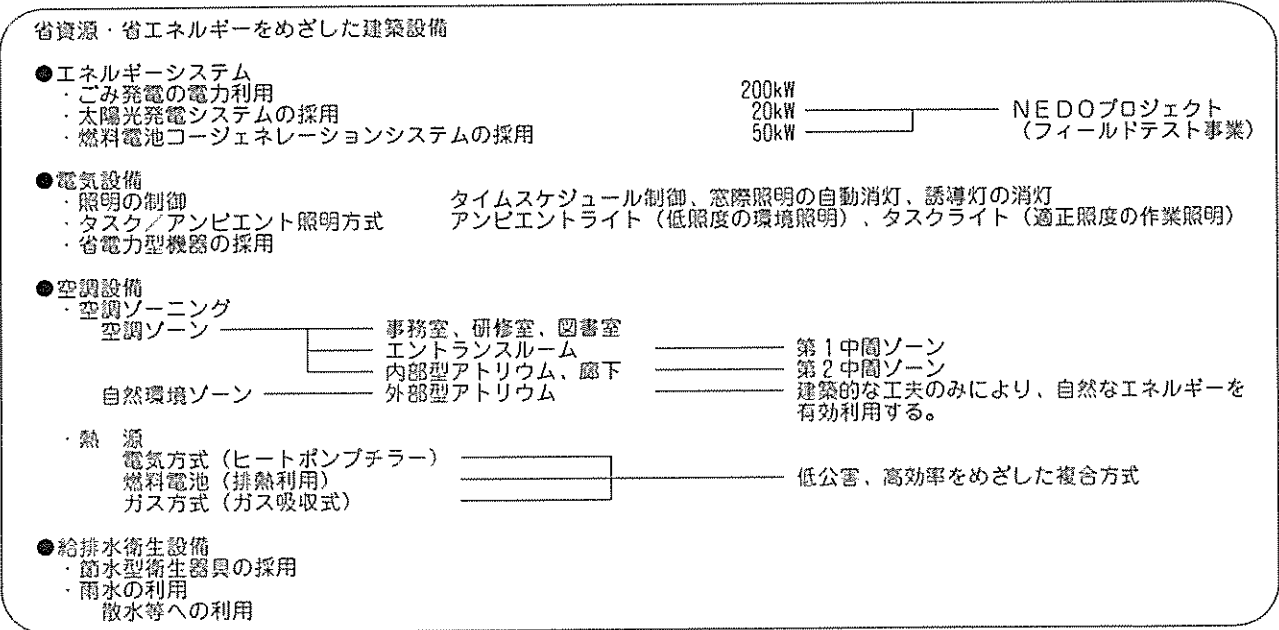 省資源・省エネルギーをめざした建築設備
●エネルギーシステム
・ごみ発電の電力利用 200kW
・太陽光発電システムの採用 20kW NEDOプロジェクト
・燃料電池コージェネレーションシステムの採用 50kW (フィールドテスト事業)
●電気設備
・照明の制御 タイムスケジュール制御、窓際照明の自動消灯、誘導灯の消灯
・タスク/アンビエント照明方式 アンビエントライト(低照度の環境照明)、タスクライト(適正照度の作業照明)
・省電力型機器の採用
●空調設備
・空調ゾーニング
空調ゾーン 事務室、研修室、図書室
エントランスルーム 第1中間ゾーン
内部型アトリウム、廊下 第2中間ゾーン
自然環境ゾーン 外部型アトリウム 建築的な工夫のみにより、自然なエネルギーを
有効利用する。
・熱 源
電気方式(ヒートポンプチラー)
燃料電池(排熱利用) 低公害、高効率をめざした複合方式
ガス方式(ガス吸収式)
●給排水衛生設備
・節水型衛生器具の採用
・雨水の利用
散水等への利用